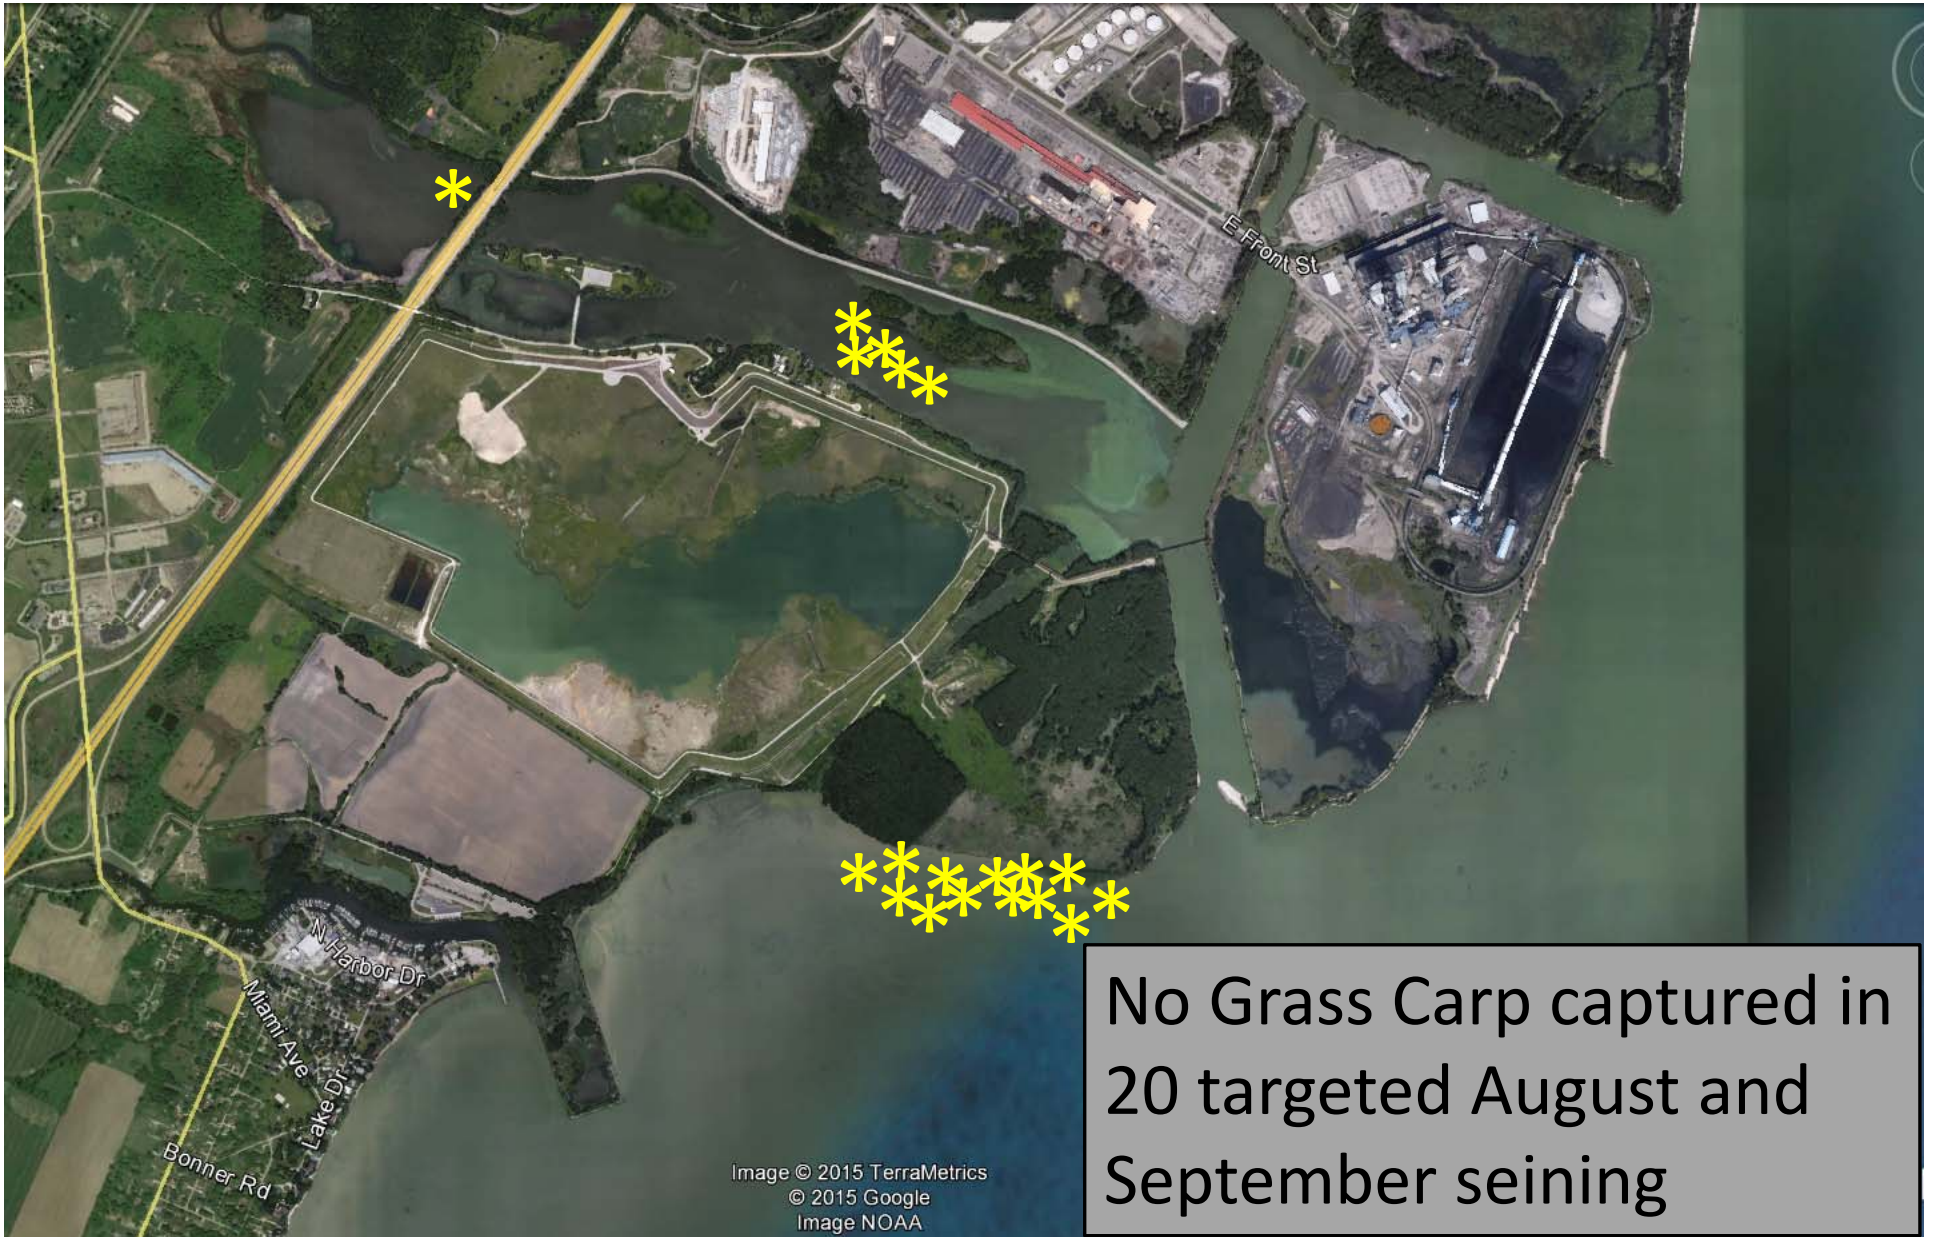 E Front St
N Harbor Dr
Miami Ave
Lake Dr
Bonner Rd
Image © 2015 TerraMetrics
© 2015 Google
Image NOAA
No Grass Carp captured in
20 targeted August and
September seining